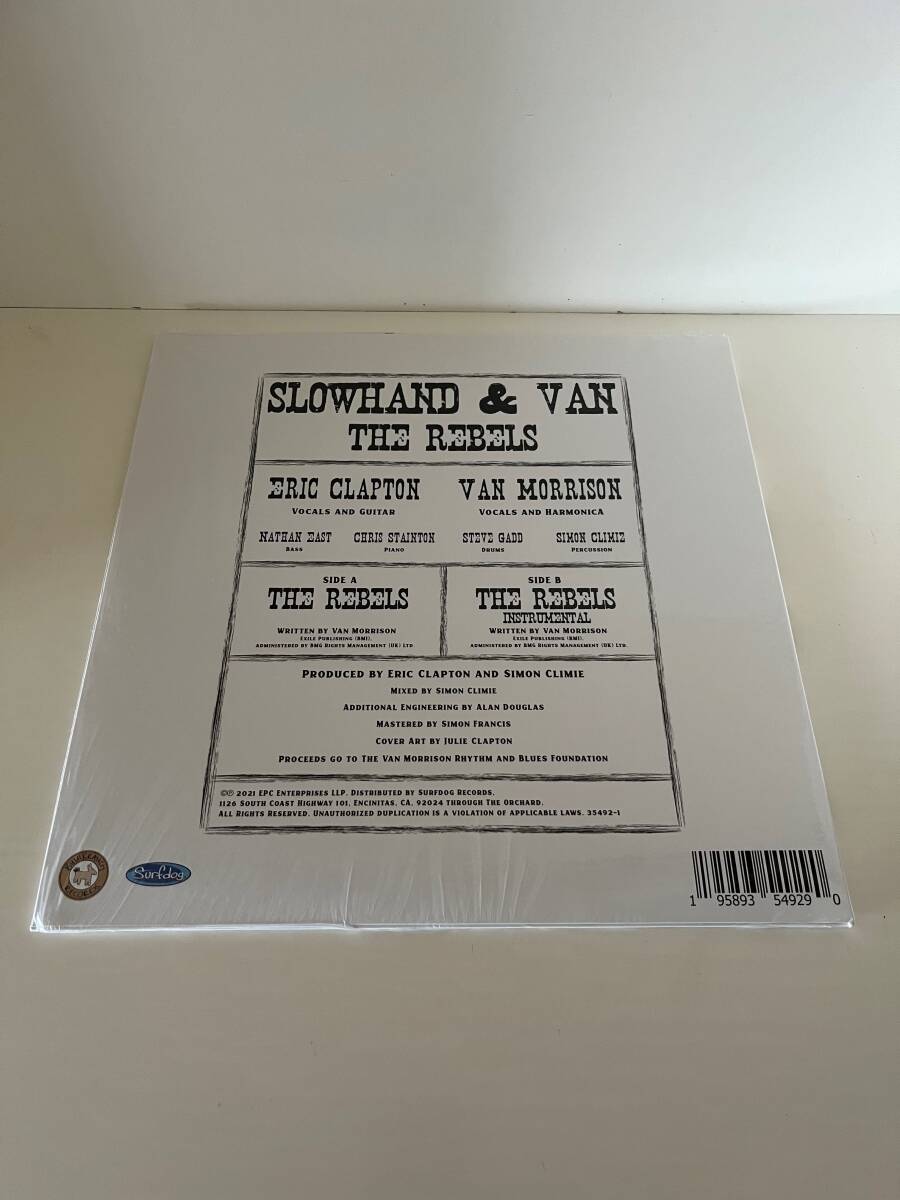 SLOWHAND & VAN
THE REBELS
ERIC CLAPTON
VOCALS AND GUITAR
VAN MORRISON
VOCALS AND HARMONICA
NATHAN EAST
BASS
CHRIS STAINTON
PIANO
STEVE GADD
DRUMS
SIMON CLIMIE
PERCUSSION
SIDE A
THE REBELS
WRITTEN BY VAN MORRISON
EXILE PUBLISHING (BMI).
ADMINISTERED BY BMG RIGHTS MANAGEMENT (UK) LTD
SIDE B
THE REBELS
INSTRUMENTAL
WRITTEN BY VAN MORRISON
EXILE PUBLISHING (BMI).
ADMINISTERED BY BMG RIGHTS MANAGEMENT (UK) LTD.
PRODUCED BY ERIC CLAPTON AND SIMON CLIMIE
MIXED BY SIMON CLIMIE
ADDITIONAL ENGINEERING BY ALAN DOUGLAS
MASTERED BY SIMON FRANCIS
COVER ART BY JULIE CLAPTON
PROCEEDS GO TO THE VAN MORRISON RHYTHM AND BLUES FOUNDATION
©℗ 2021 EPC ENTERPRISES LLP. DISTRIBUTED BY SURFDOG RECORDS,
1126 SOUTH COAST HIGHWAY 101, ENCINITAS, CA, 92024 THROUGH THE ORCHARD.
ALL RIGHTS RESERVED. UNAUTHORIZED DUPLICATION IS A VIOLATION OF APPLICABLE LAWS. 35492-1
RECORDS
Surfdog
1 95893 54929 0